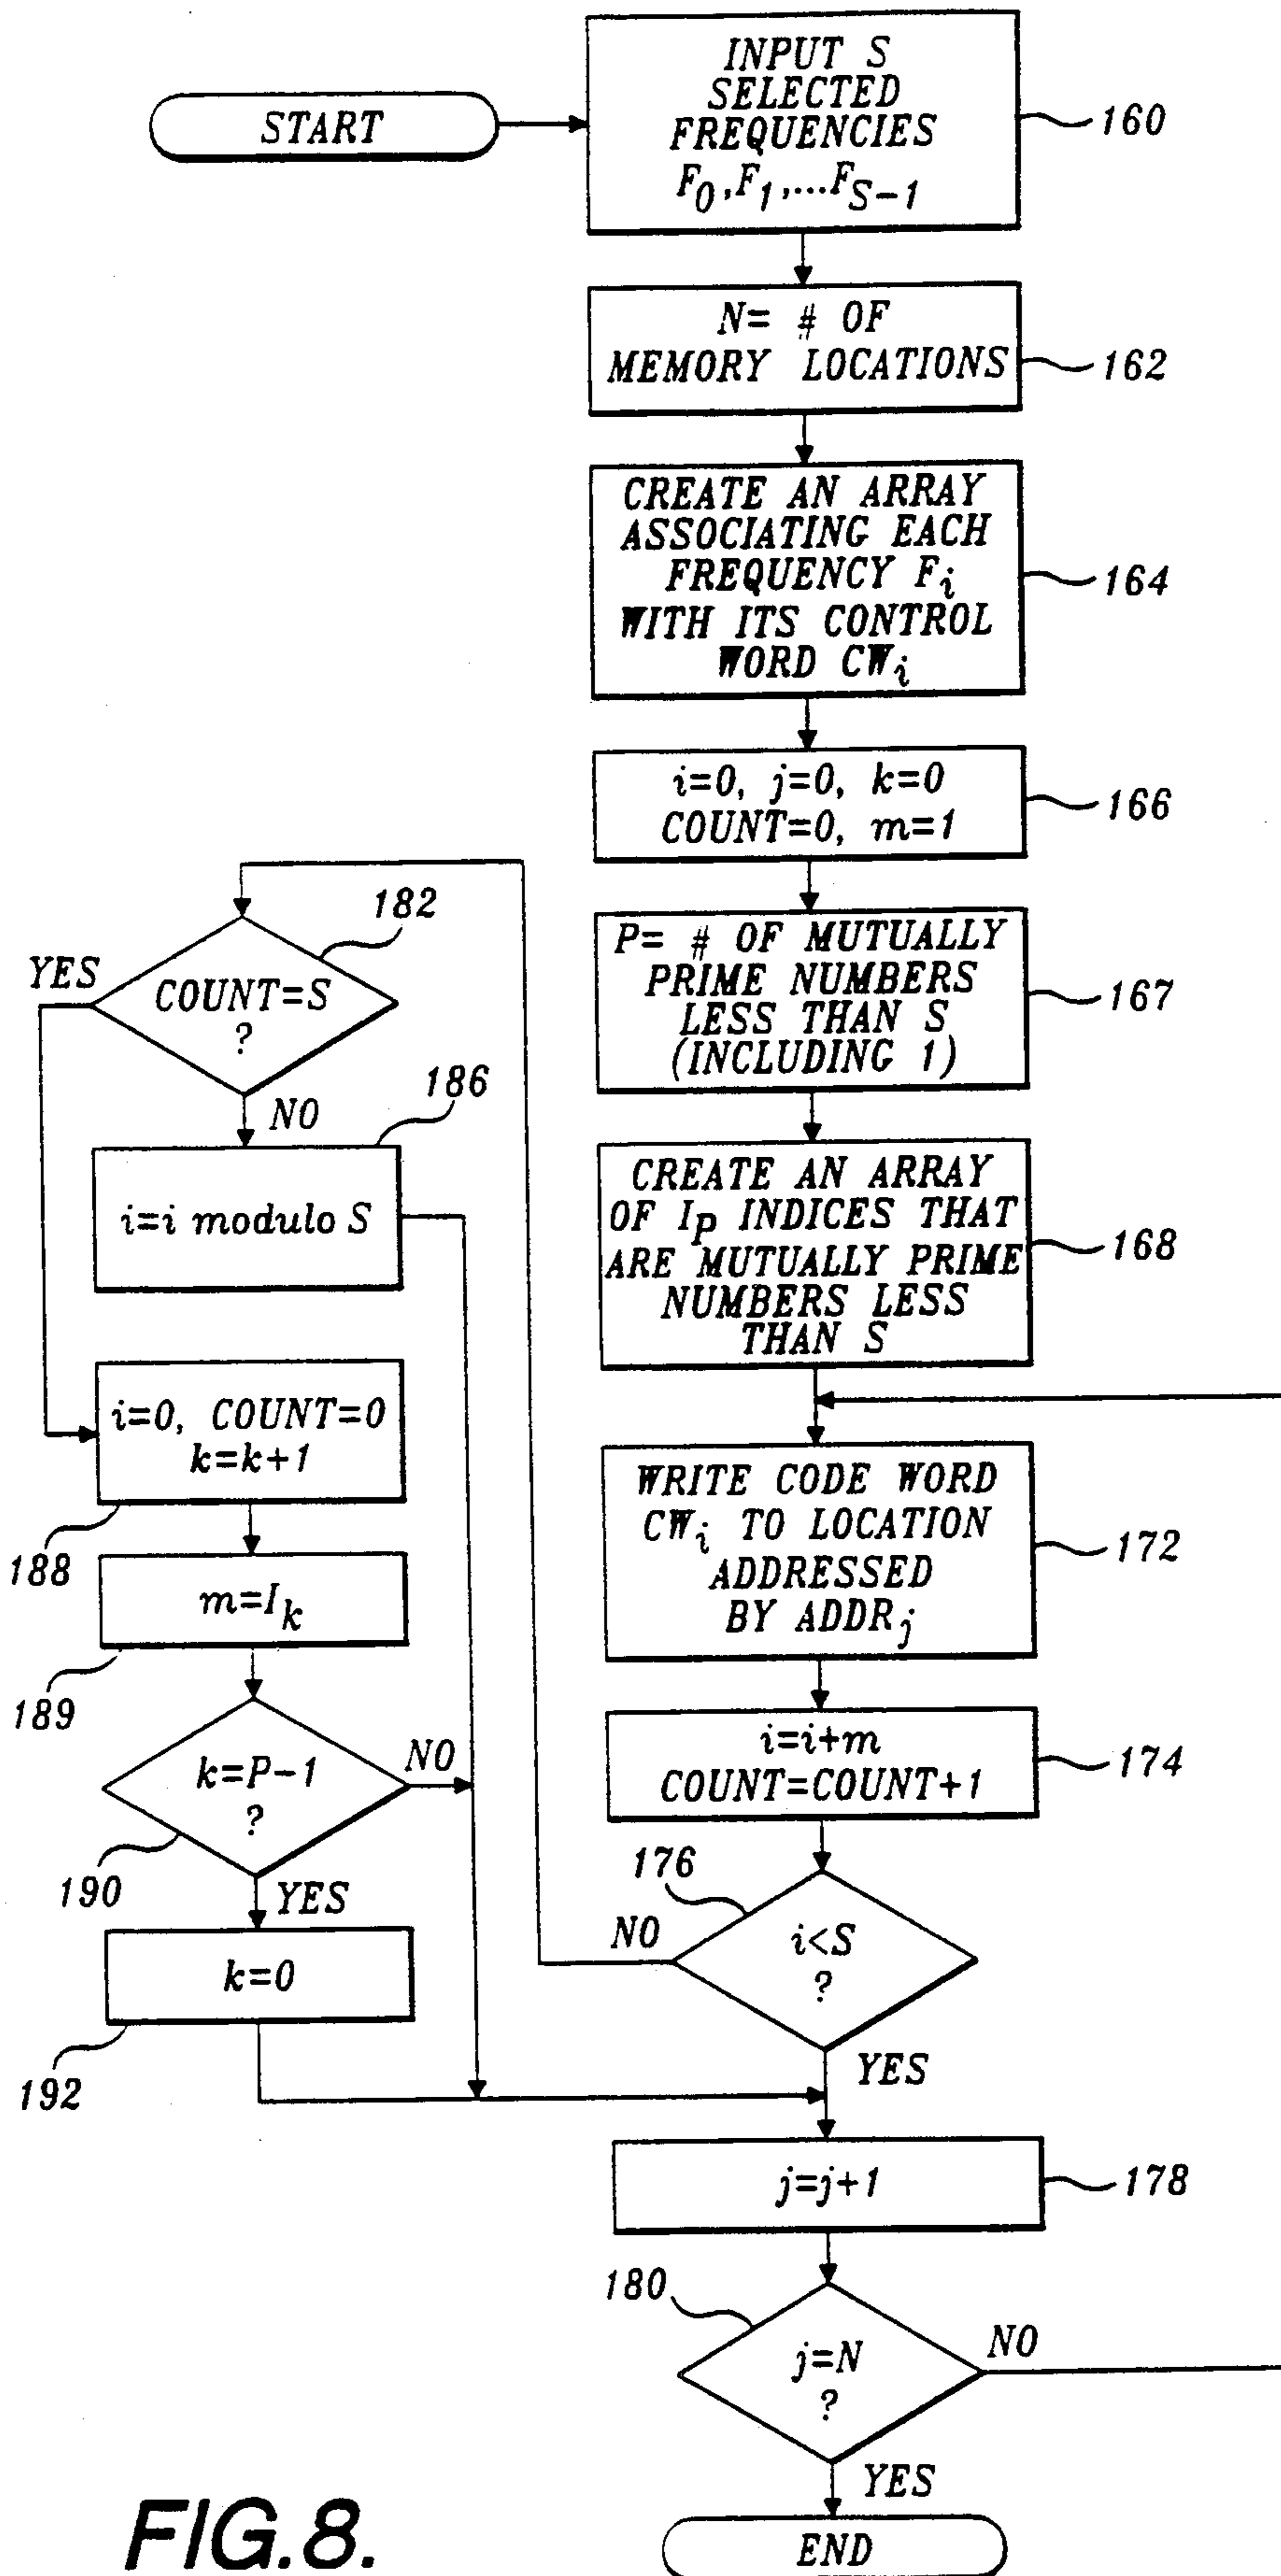 START
INPUT S
SELECTED
FREQUENCIES
F0,F1,...FS-1
160
N= # OF
MEMORY LOCATIONS
162
CREATE AN ARRAY
ASSOCIATING EACH
FREQUENCY Fi
WITH ITS CONTROL
WORD CWi
164
i=0, j=0, k=0
COUNT=0, m=1
166
P= # OF MUTUALLY
PRIME NUMBERS
LESS THAN S
(INCLUDING 1)
167
CREATE AN ARRAY
OF IP INDICES THAT
ARE MUTUALLY PRIME
NUMBERS LESS
THAN S
168
WRITE CODE WORD
CWi TO LOCATION
ADDRESSED
BY ADDRj
172
i=i+m
COUNT=COUNT+1
174
176
i<S
?
NO
YES
182
COUNT=S
?
YES
NO
186
i=i modulo S
i=0, COUNT=0
k=k+1
188
m=Ik
189
k=P-1
?
NO
190
YES
k=0
192
j=j+1
178
180
j=N
?
NO
YES
END
FIG.8.